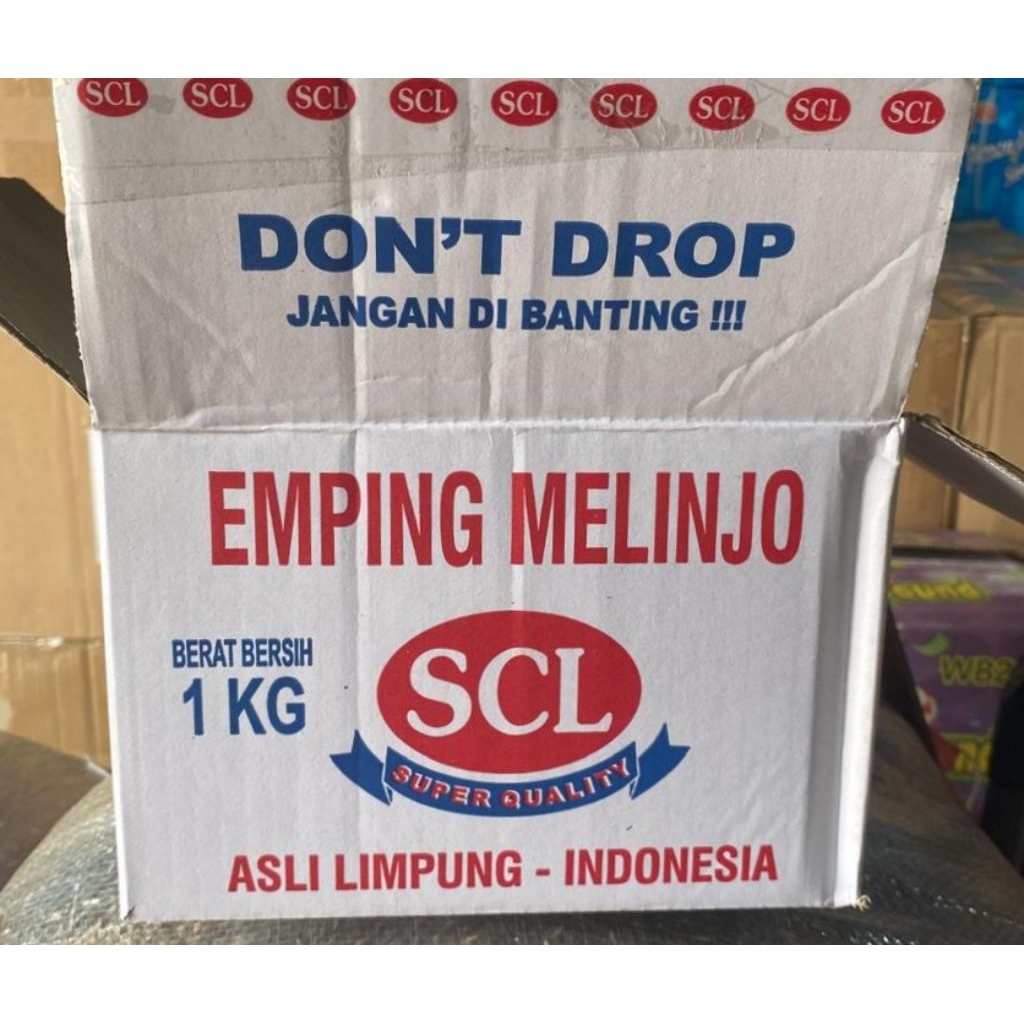 SCL SCL SCL SCL SCL SCL SCL SCL SCL
DON'T DROP
JANGAN DI BANTING !!!
EMPING MELINJO
BERAT BERSIH
1 KG
SCL
SUPER QUALITY
ASLI LIMPUNG - INDONESIA
WB2